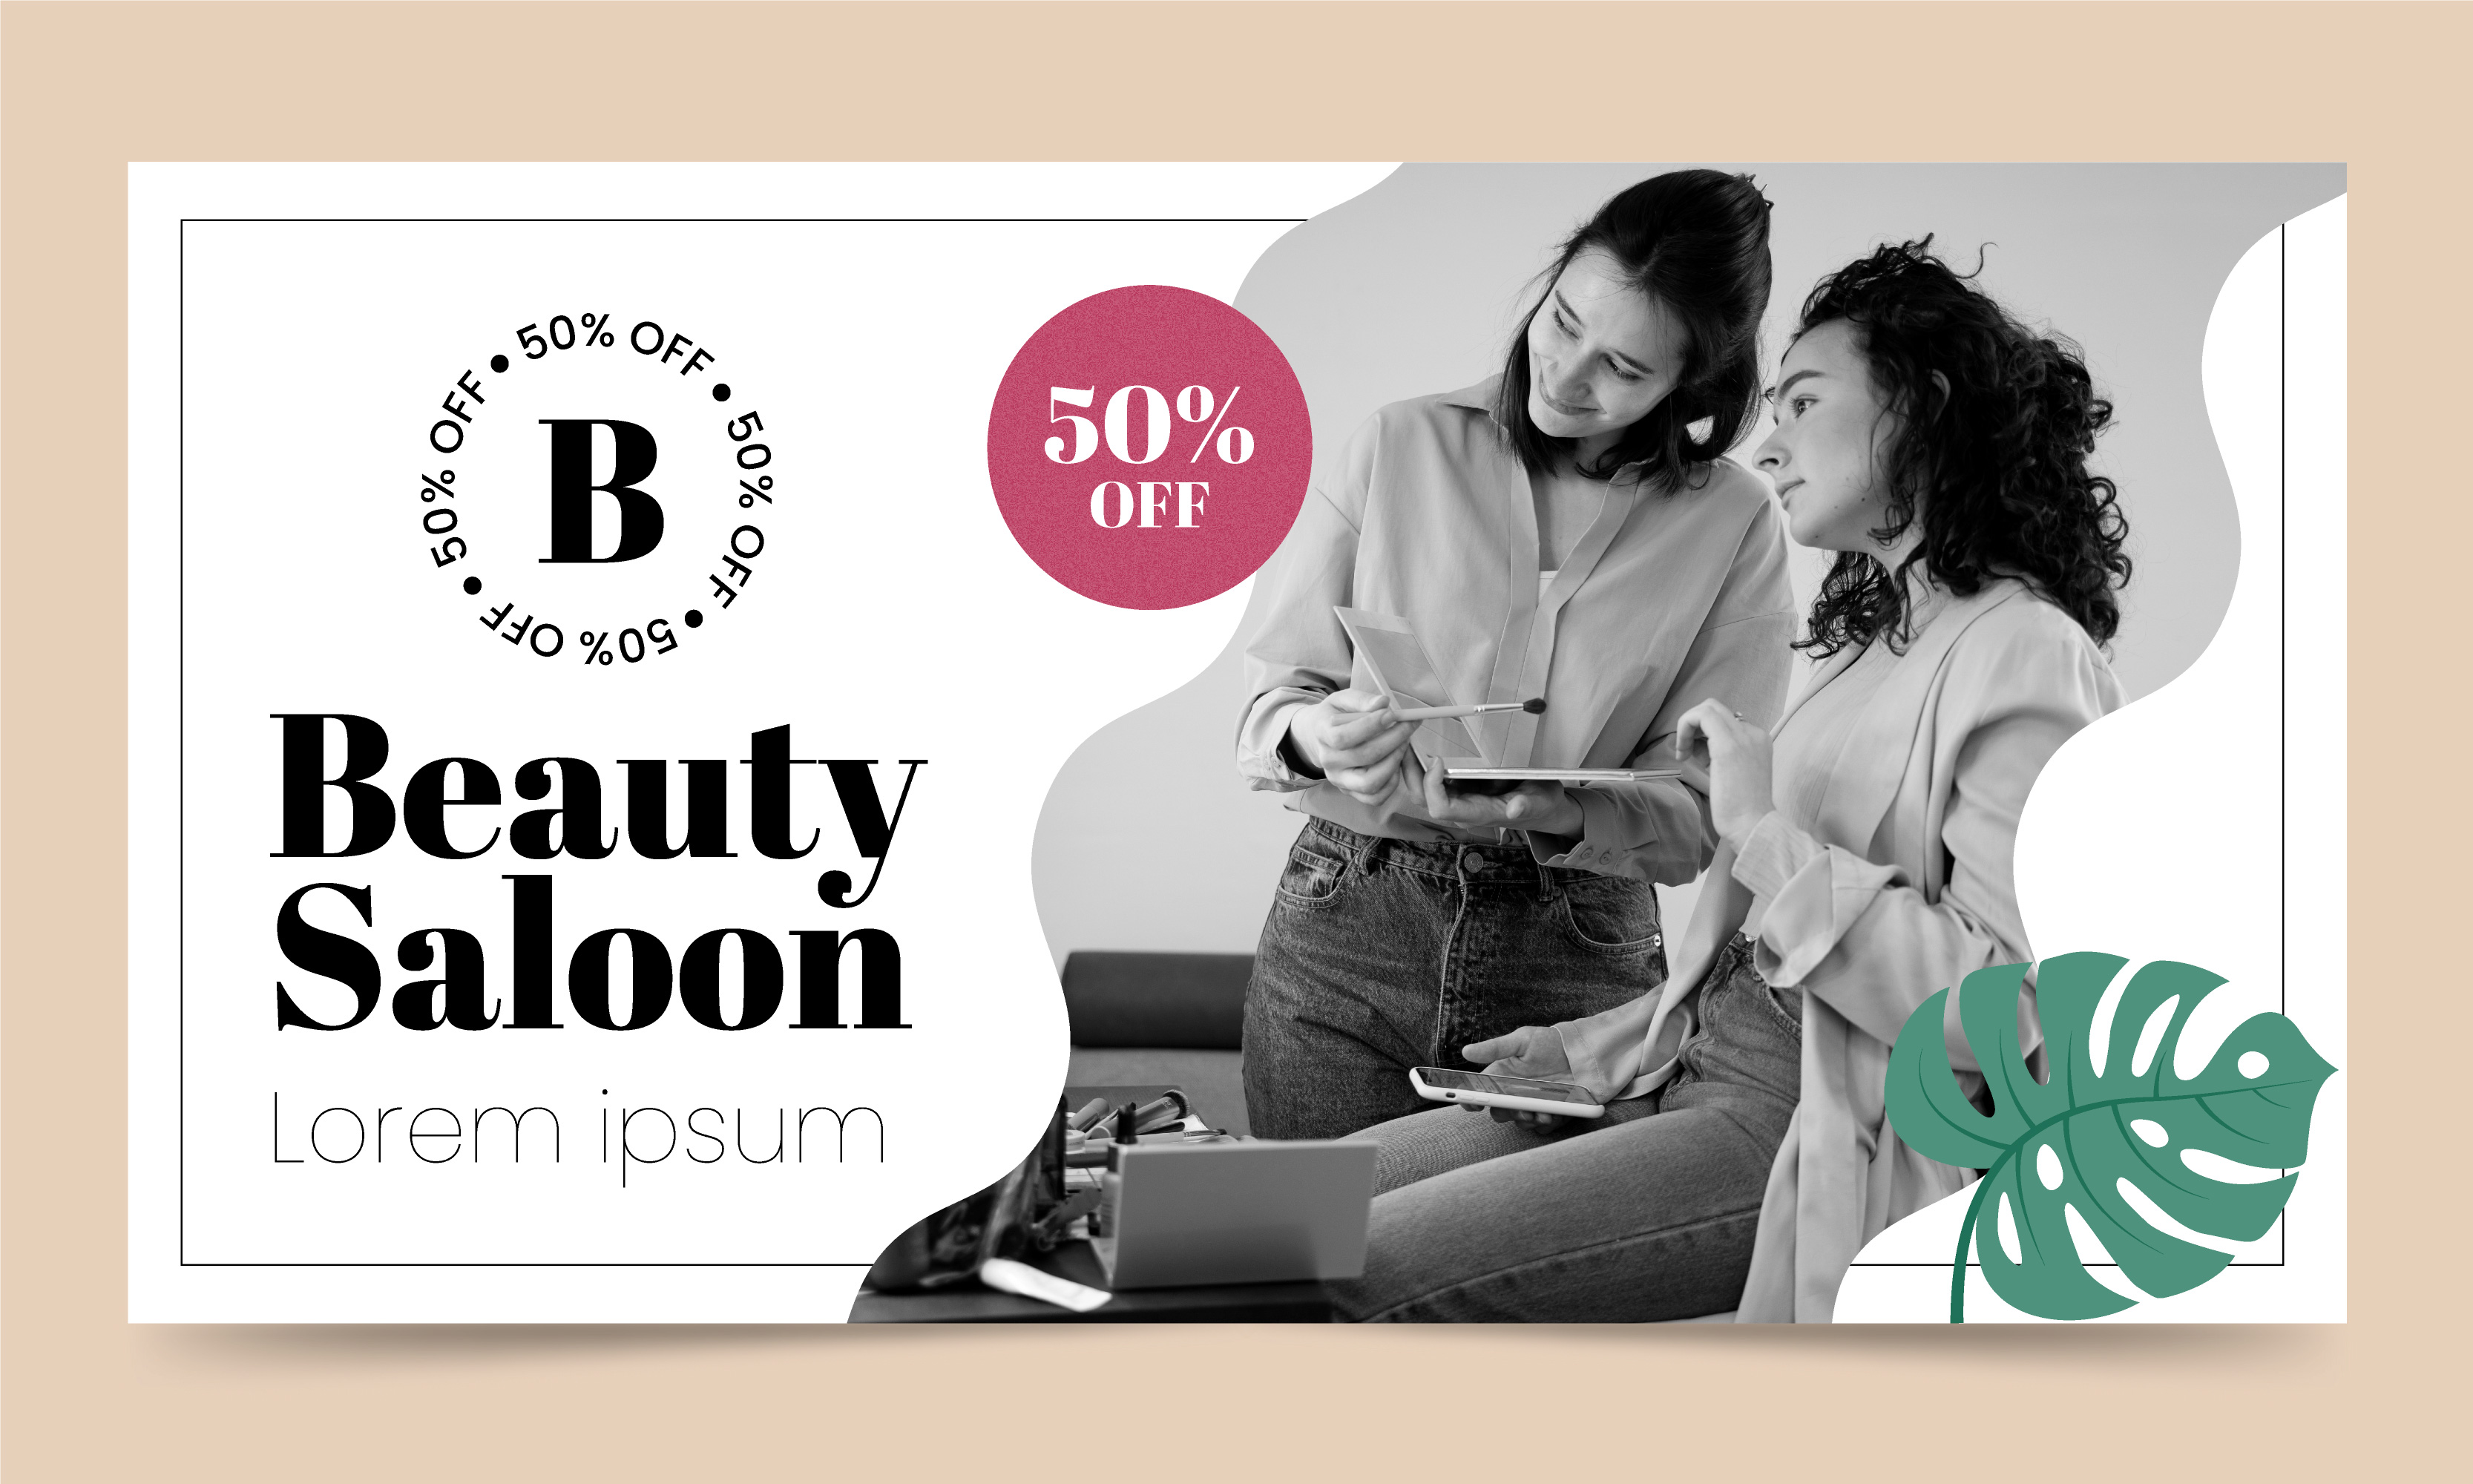 50% OFF • 50% OFF • 50% OFF • 50% OFF •
B
50%
OFF
Beauty
Saloon
Lorem ipsum